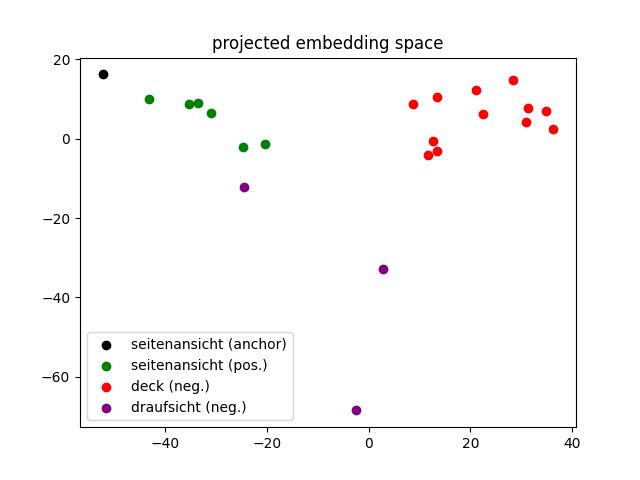 projected embedding space
20
0
−20
−40
−60
seitenansicht (anchor)
seitenansicht (pos.)
deck (neg.)
draufsicht (neg.)
−40
−20
0
20
40